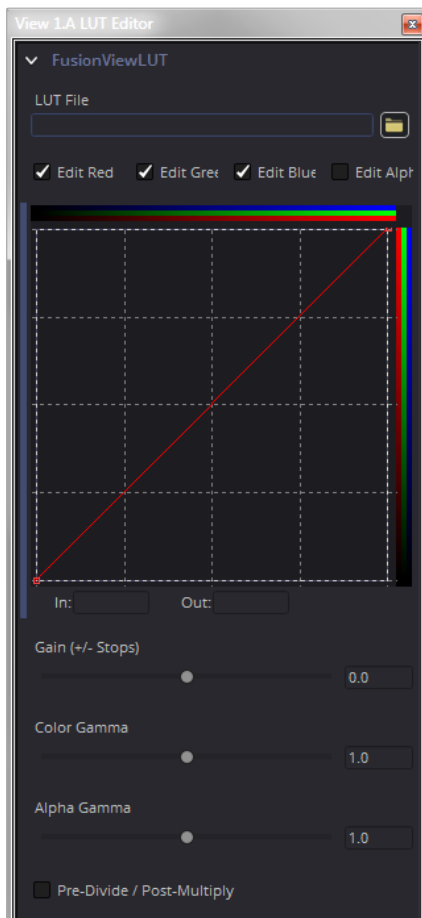 View 1.A LUT Editor
FusionViewLUT
LUT File
Edit Red Edit Gree Edit Blue Edit Alph
In: Out:
Gain (+/- Stops)
0.0
Color Gamma
1.0
Alpha Gamma
1.0
Pre-Divide / Post-Multiply